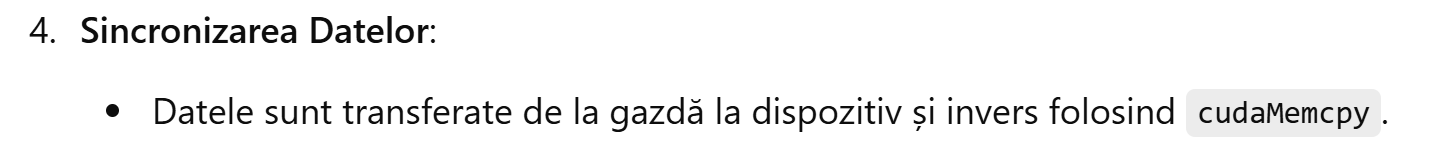 4. Sincronizarea Datelor:
• Datele sunt transferate de la gazdă la dispozitiv și invers folosind cudaMemcpy.